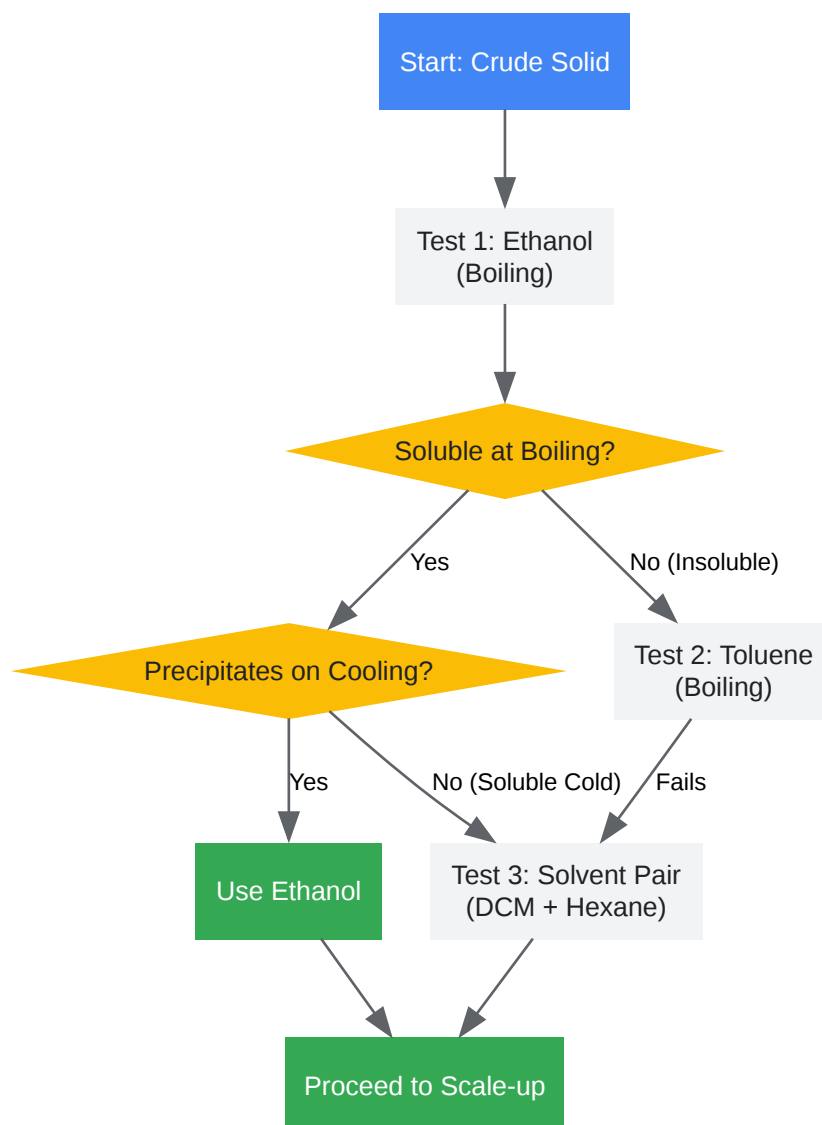 Start: Crude Solid
Test 1: Ethanol
(Boiling)
Soluble at Boiling?
Yes
No (Insoluble)
Precipitates on Cooling?
Test 2: Toluene
(Boiling)
Yes
No (Soluble Cold)
Fails
Use Ethanol
Test 3: Solvent Pair
(DCM + Hexane)
Proceed to Scale-up